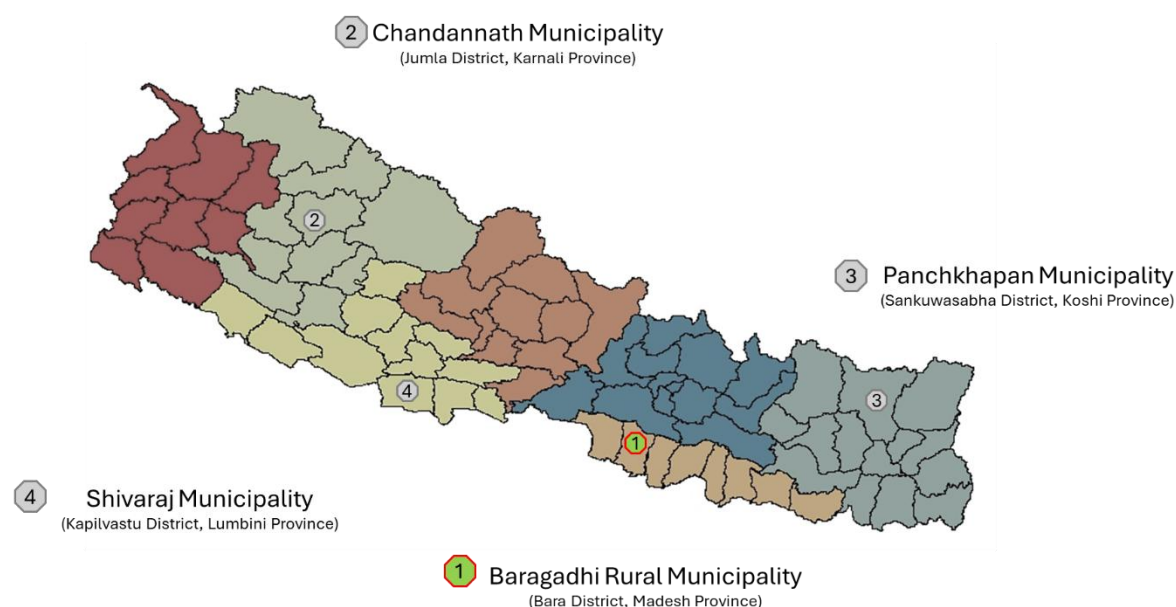 2 Chandannath Municipality
(Jumla District, Karnali Province)
2
3 Panchkhapan Municipality
(Sankuwasabha District, Koshi Province)
4
3
1
4 Shivaraj Municipality
(Kapilvastu District, Lumbini Province)
1 Baragadhi Rural Municipality
(Bara District, Madesh Province)